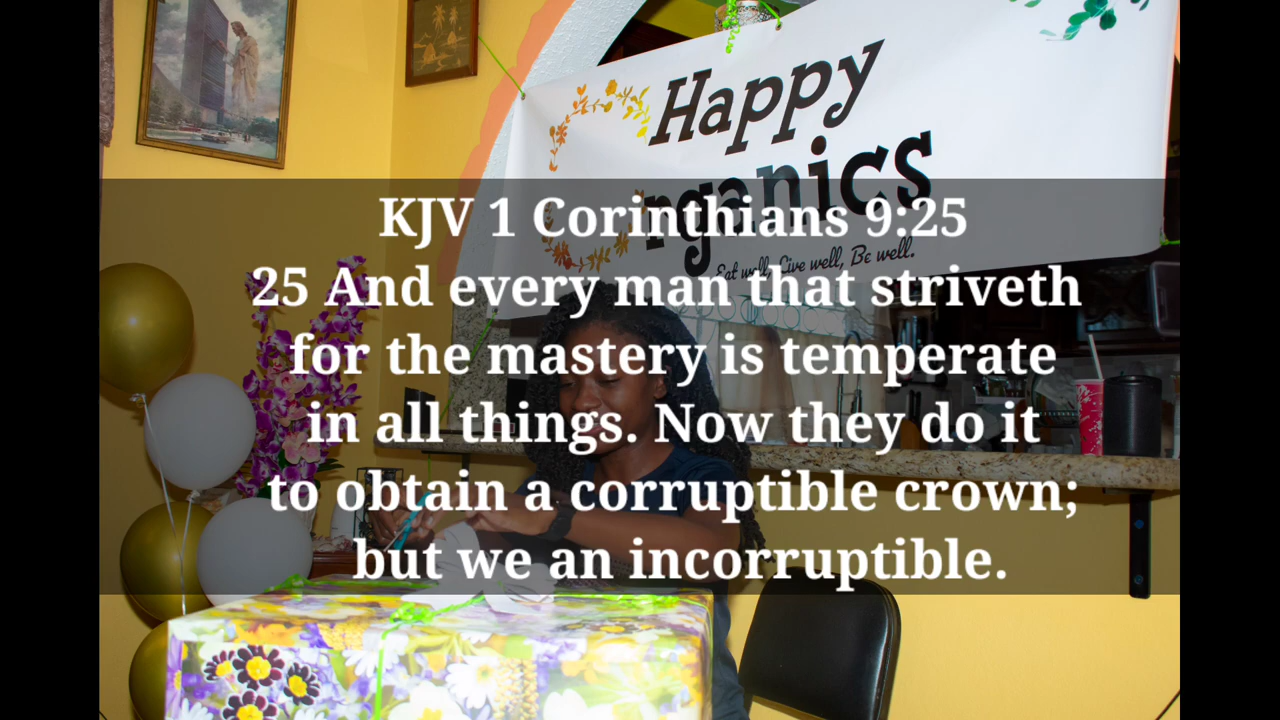 Happy
rganics
Eat well, Live well, Be well.
KJV 1 Corinthians 9:25
25 And every man that striveth
for the mastery is temperate
in all things. Now they do it
to obtain a corruptible crown;
but we an incorruptible.